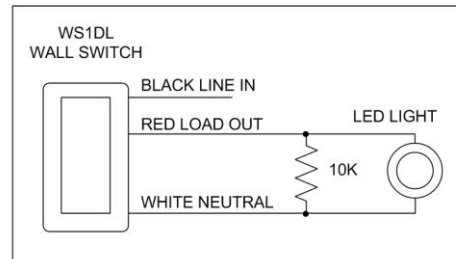 WS1DL
WALL SWITCH
BLACK LINE IN
RED LOAD OUT
LED LIGHT
10K
WHITE NEUTRAL